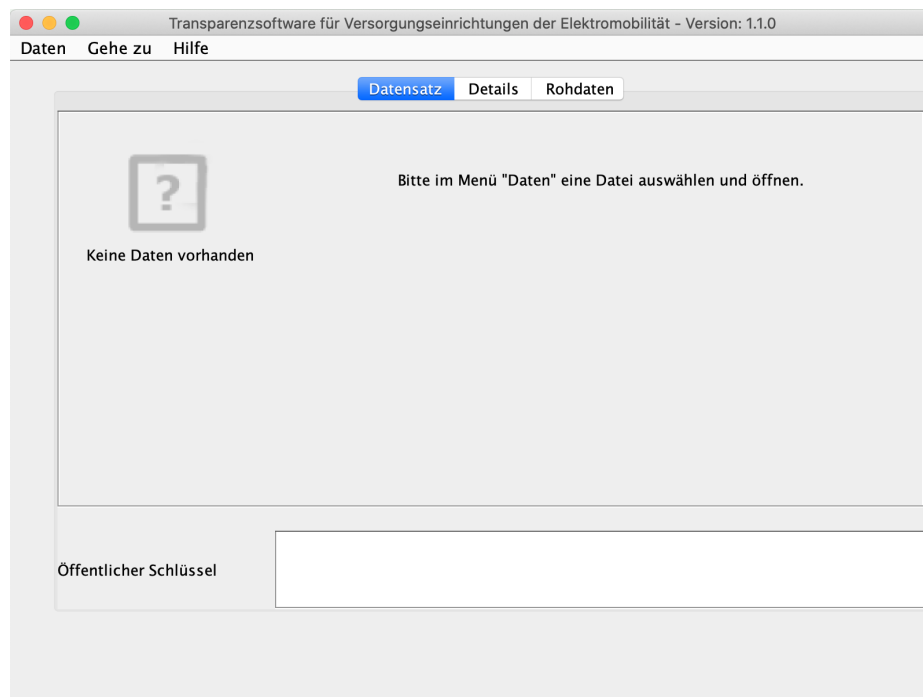 Transparenzsoftware für Versorgungseinrichtungen der Elektromobilität - Version: 1.1.0
Daten Gehe zu Hilfe
Datensatz Details Rohdaten
?
Bitte im Menü "Daten" eine Datei auswählen und öffnen.
Keine Daten vorhanden
Öffentlicher Schlüssel